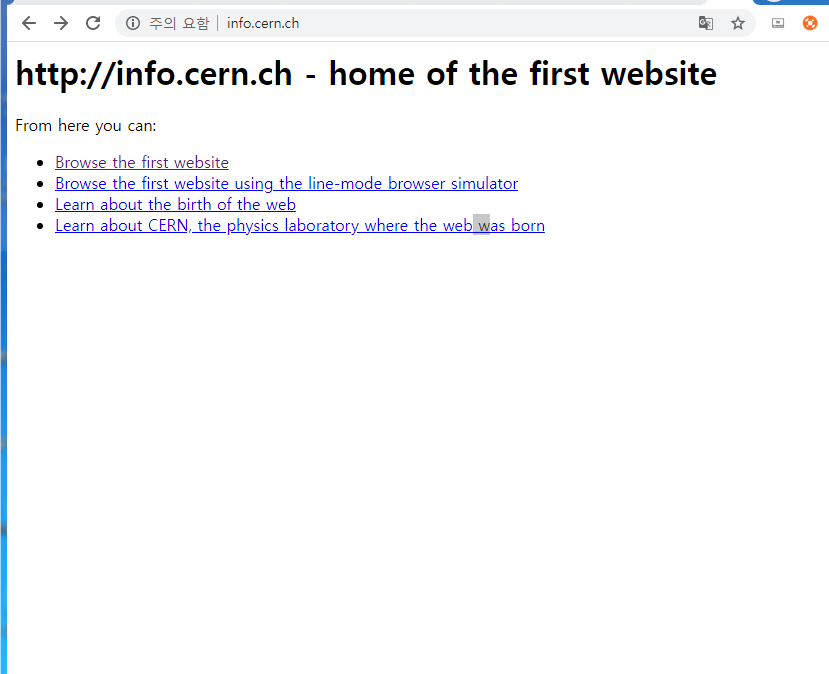 주의 요함 info.cern.ch
http://info.cern.ch - home of the first website
From here you can:
Browse the first website
Browse the first website using the line-mode browser simulator
Learn about the birth of the web
Learn about CERN, the physics laboratory where the web was born